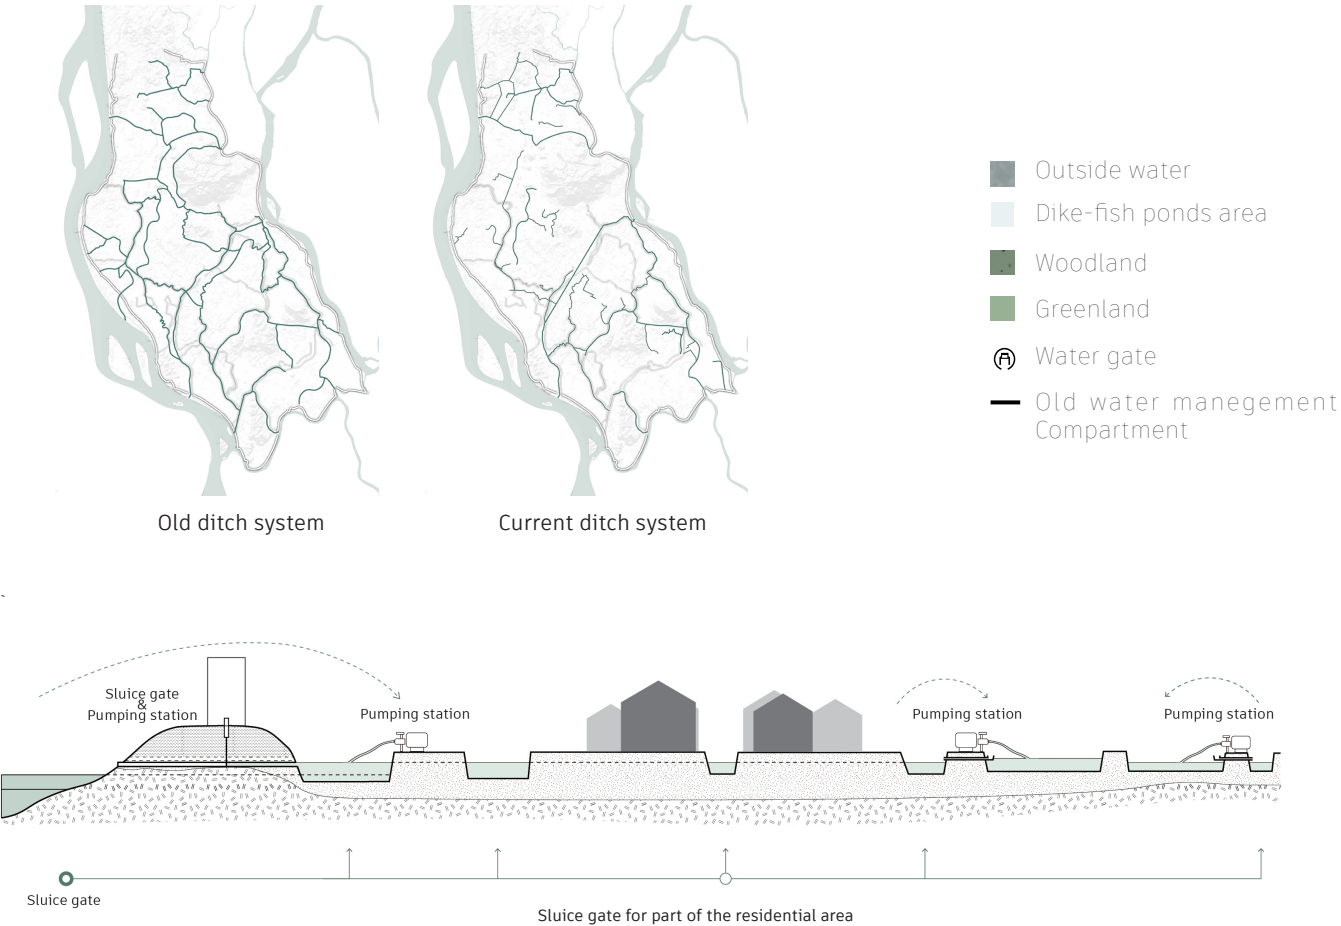 Outside water
Dike-fish ponds area
Woodland
Greenland
Water gate
Old water manegement
Compartment
Old ditch system
Current ditch system
Sluice gate
&
Pumping station
Pumping station
Pumping station
Pumping station
Sluice gate
Sluice gate for part of the residential area